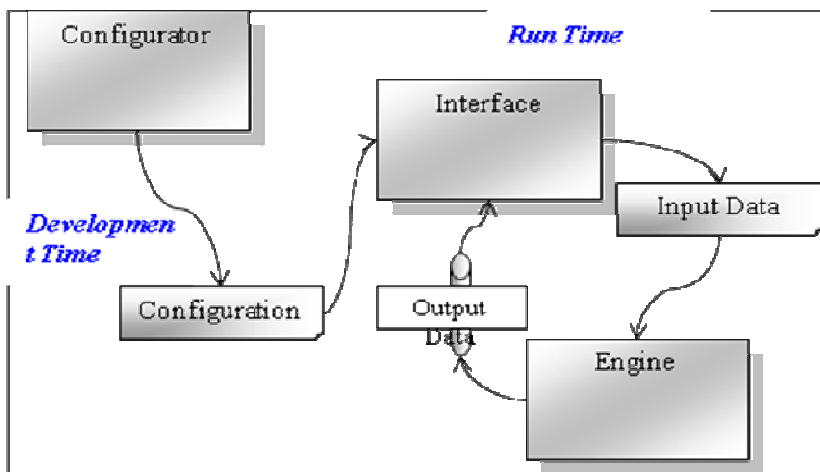 Configurator
Run Time
Interface
Input Data
Developmen
t Time
Configuration
Output
Data
Engine